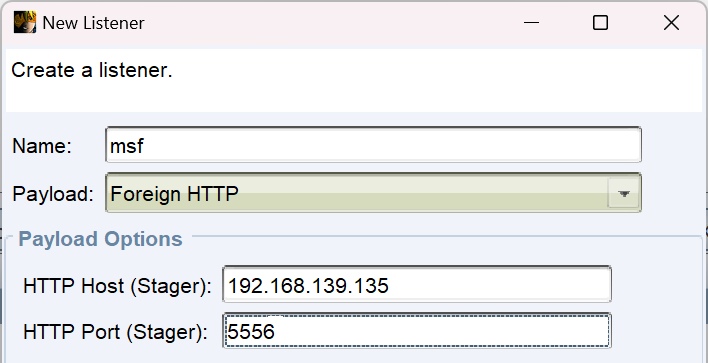 New Listener
Create a listener.
Name: msf
Payload: Foreign HTTP
Payload Options
HTTP Host (Stager): 192.168.139.135
HTTP Port (Stager): 5556